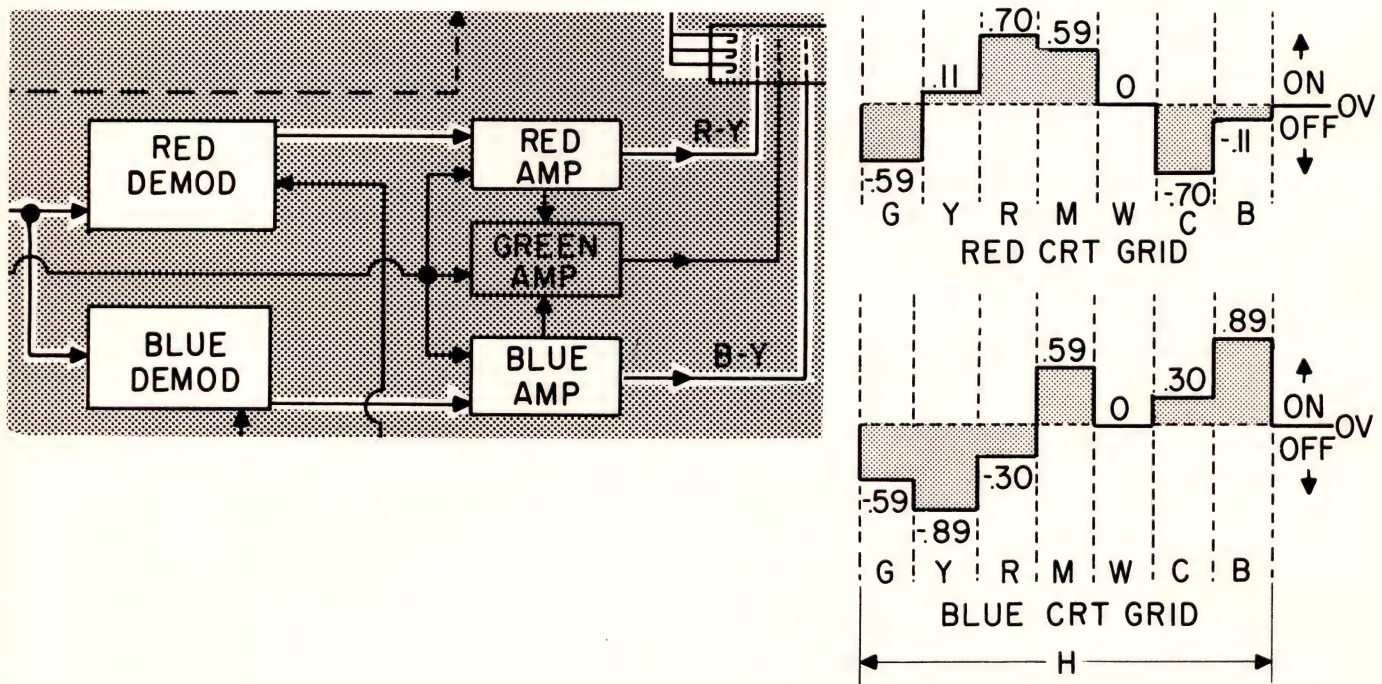 RED
DEMOD
BLUE
DEMOD
RED
AMP
GREEN
AMP
BLUE
AMP
R-Y
B-Y
.70
.59
.11
0
-.59
-.70
-.11
ON
OV
OFF
G Y R M W C B
RED CRT GRID
.89
.59
.30
0
-.59
-.89
-.30
ON
OV
OFF
G Y R M W C B
BLUE CRT GRID
H